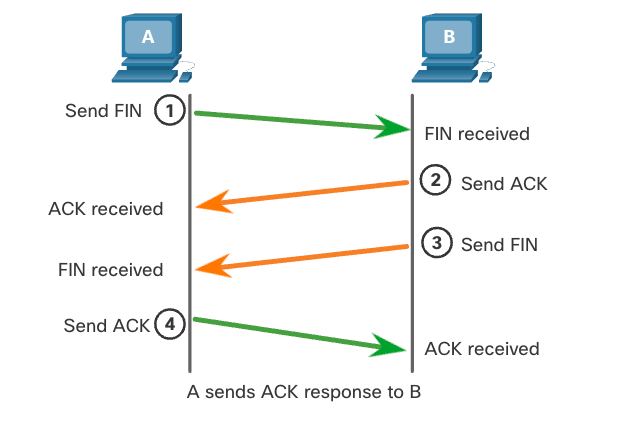 A
B
Send FIN 1
FIN received
2 Send ACK
ACK received
3 Send FIN
FIN received
Send ACK 4
ACK received
A sends ACK response to B